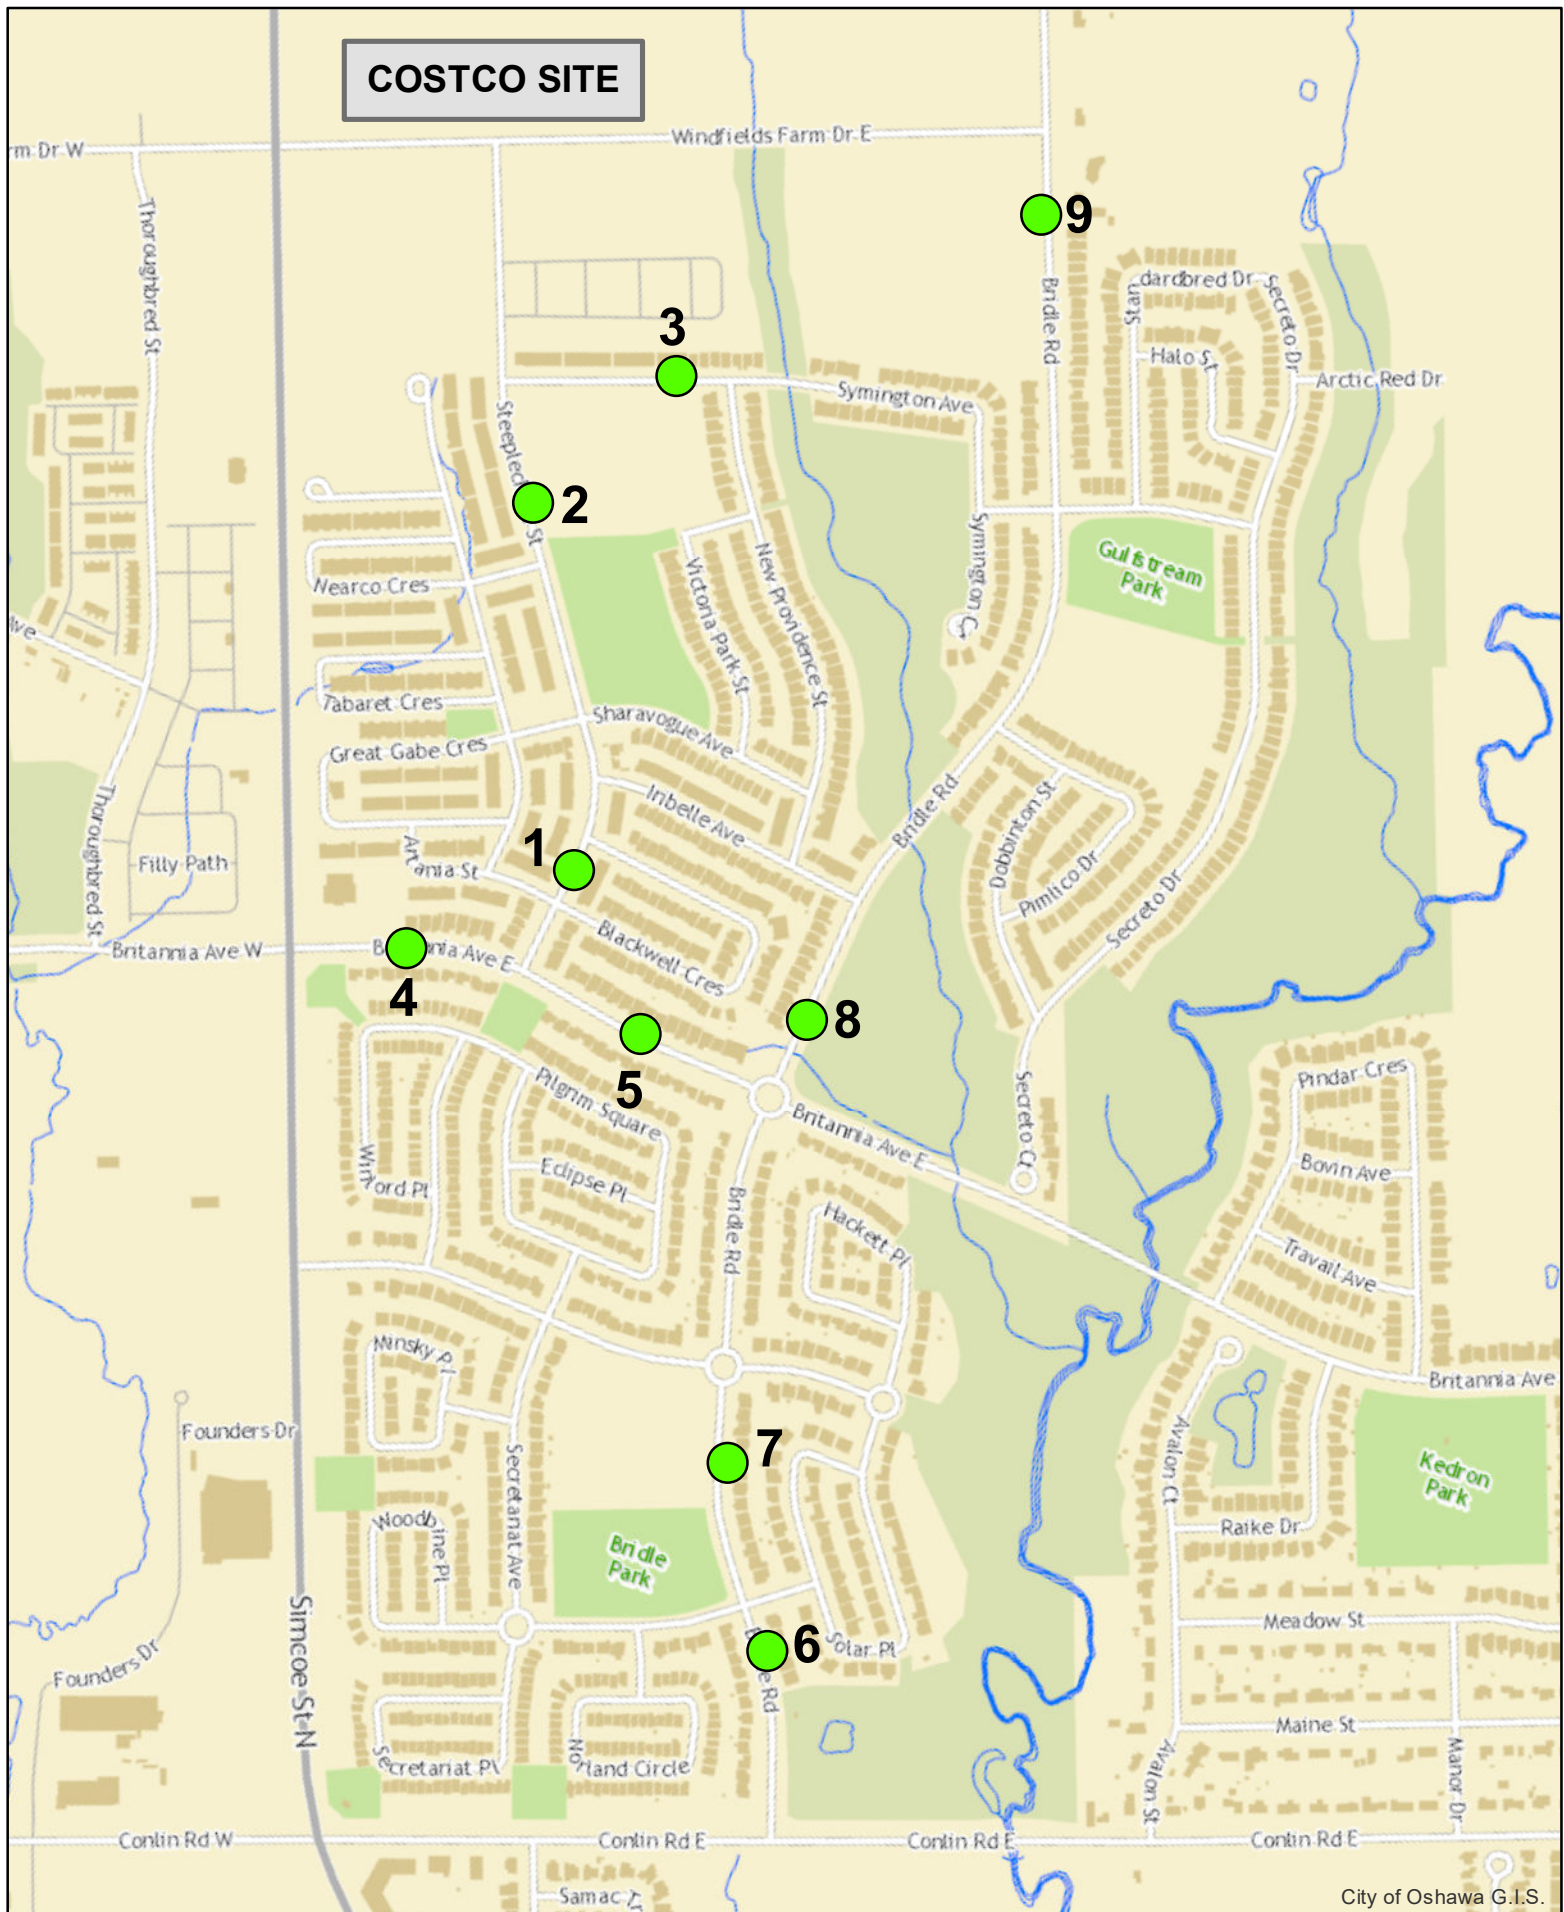 COSTCO SITE
rm Dr W
Windfields Farm Dr E
Thoroughbred St
9
Bridle Rd
Standardbred Dr
Secreto Dr
3
Halo St
Arctic Red Dr
Symington Ave
Steeplec
St
2
Symington Ct
Gulfstream
Park
Nearco Cres
Victoria Park St
New Providence St
Ave
Tabaret Cres
Sharavogue Ave
Great Gabe Cres
Iribelle Ave
Bridle Rd
Dabbinton St
Thoroughbred St
1
Filly Path
Artania St
Pimlico Dr
Secreto Dr
Britannia Ave W
Britannia Ave E
Blackwell Cres
4
8
5
Pilgrim Square
Secreto Ct
Pindar Cres
Britannia Ave E
Winford Pl
Eclipse Pl
Bovin Ave
Bridle Rd
Hackett Pl
Travail Ave
Minsky Pl
Britannia Ave
Founders Dr
7
Secretariat Ave
Avalon Ct
Kedron
Park
Woodbine Pl
Raike Dr
Bridle
Park
Simcoe St N
Meadow St
6
Solar Pl
Founders Dr
Bridle Rd
Maine St
Secretariat Pl
Norland Circle
Avalon St
Manor Dr
Conlin Rd W
Conlin Rd E
Conlin Rd E
Conlin Rd E
Samac Tr
City of Oshawa G.I.S.